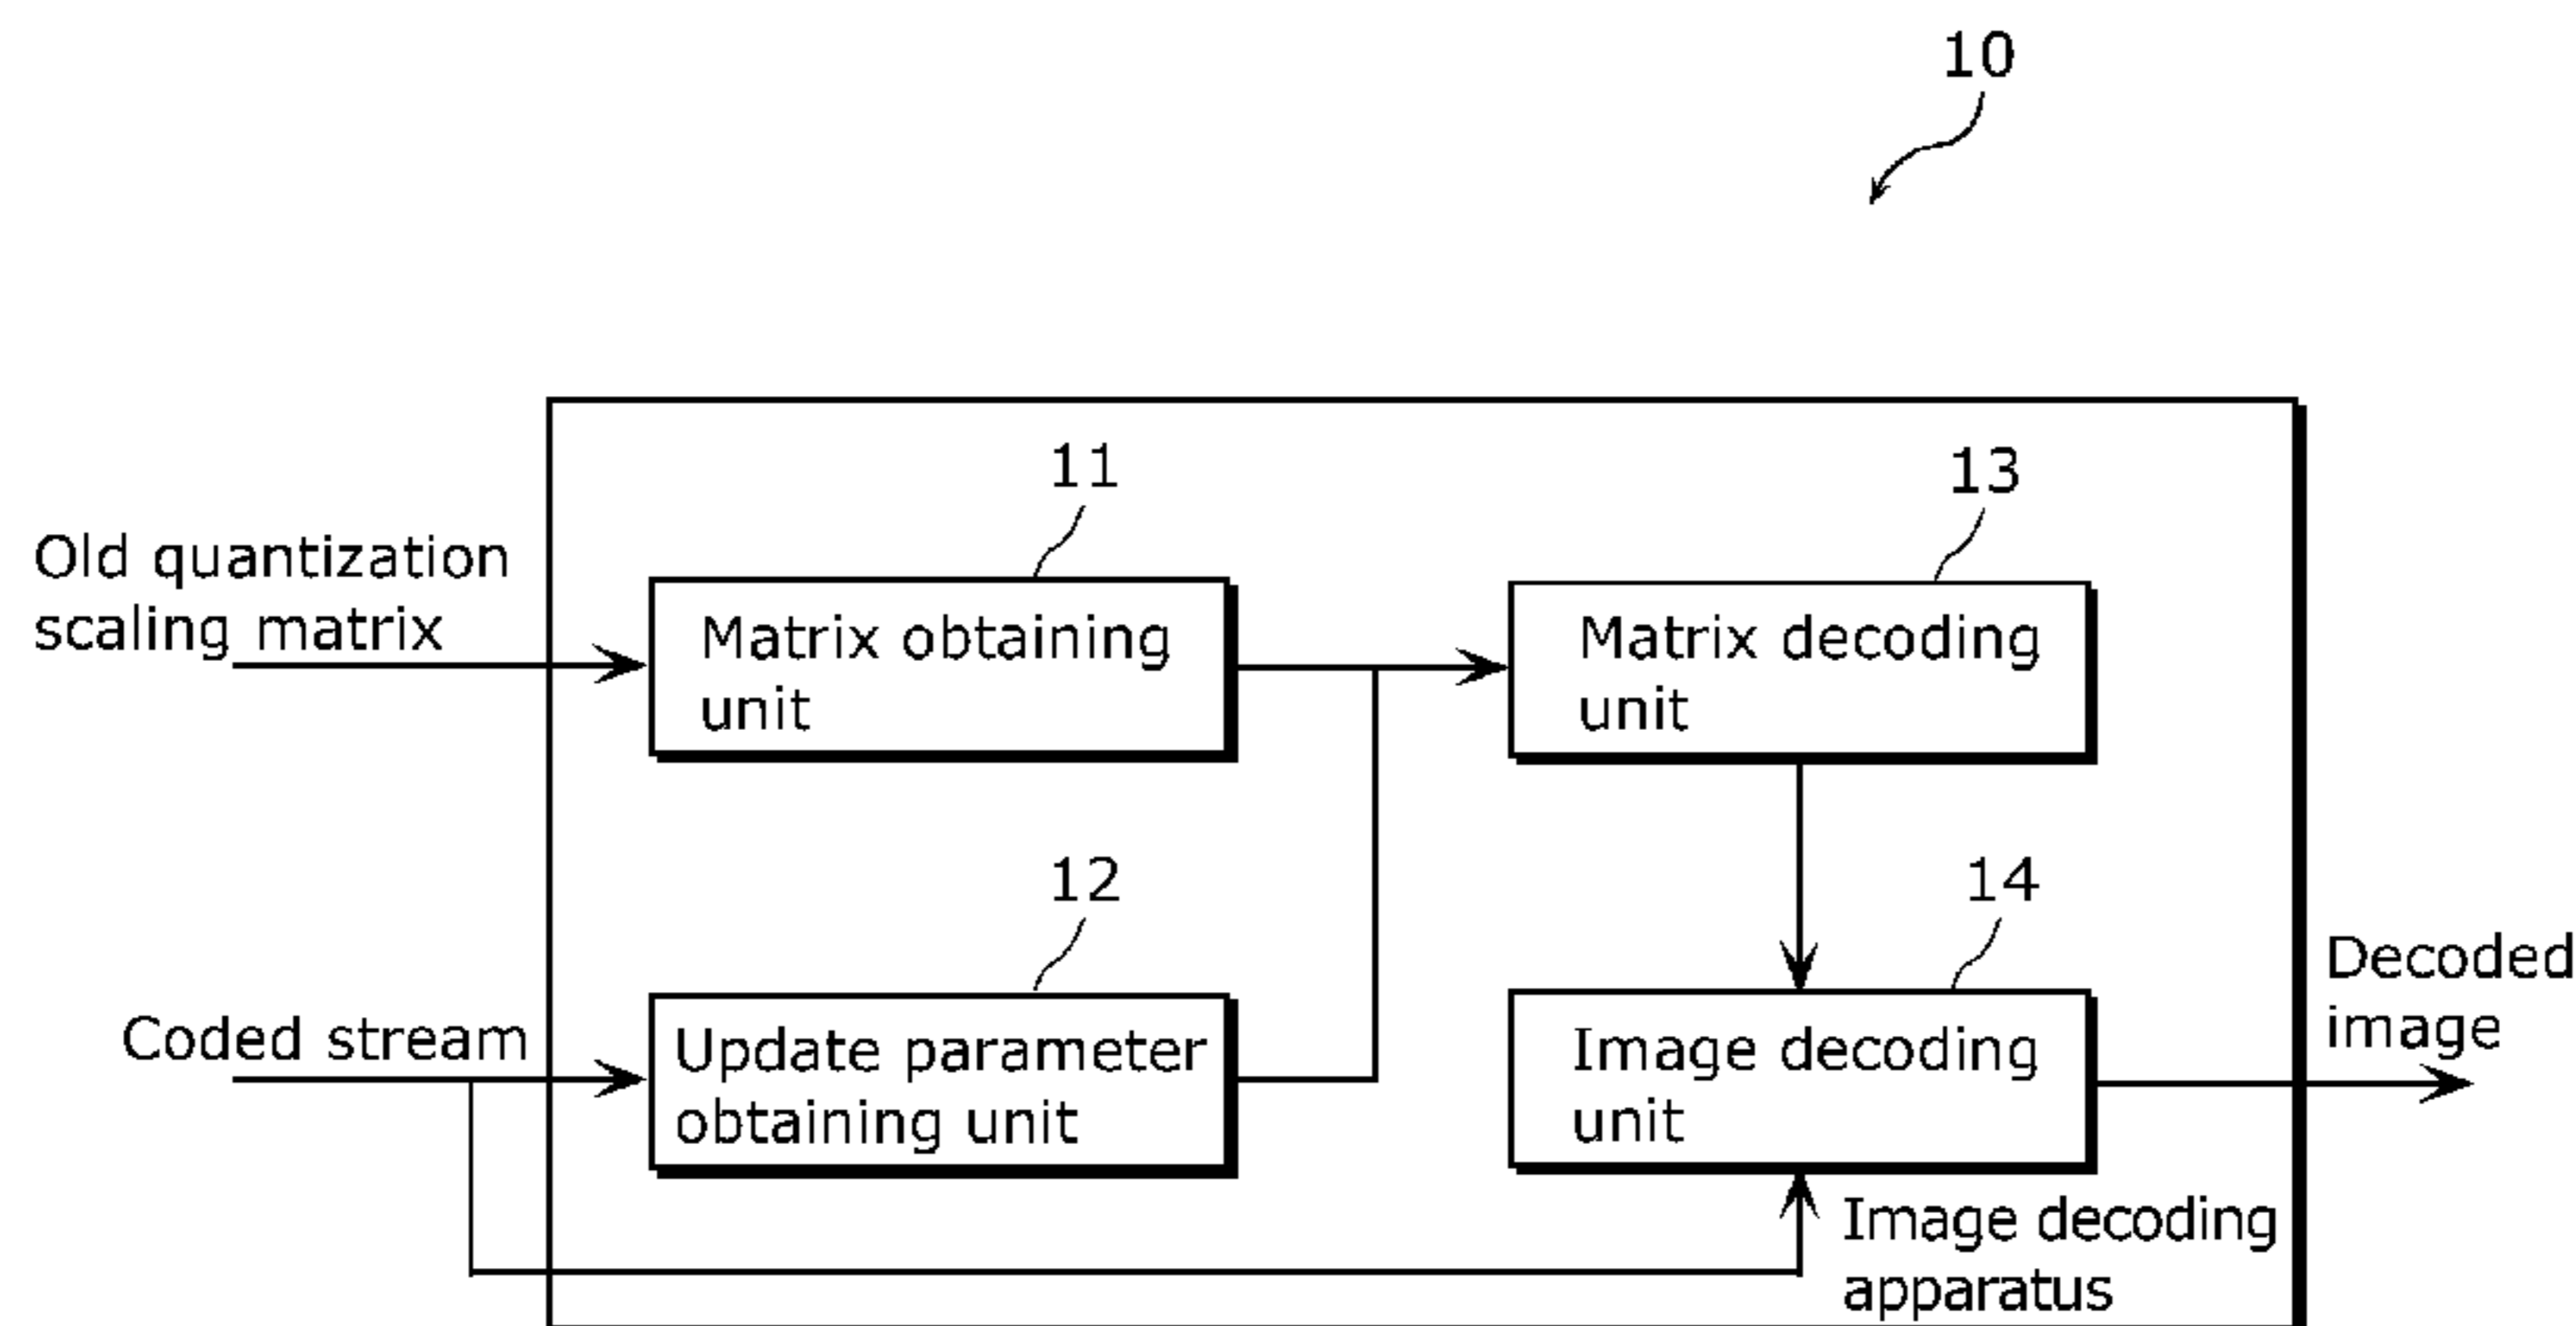 10
11
13
Old quantization
scaling matrix
Matrix obtaining
unit
Matrix decoding
unit
12
14
Coded stream
Update parameter
obtaining unit
Image decoding
unit
Decoded
image
Image decoding
apparatus